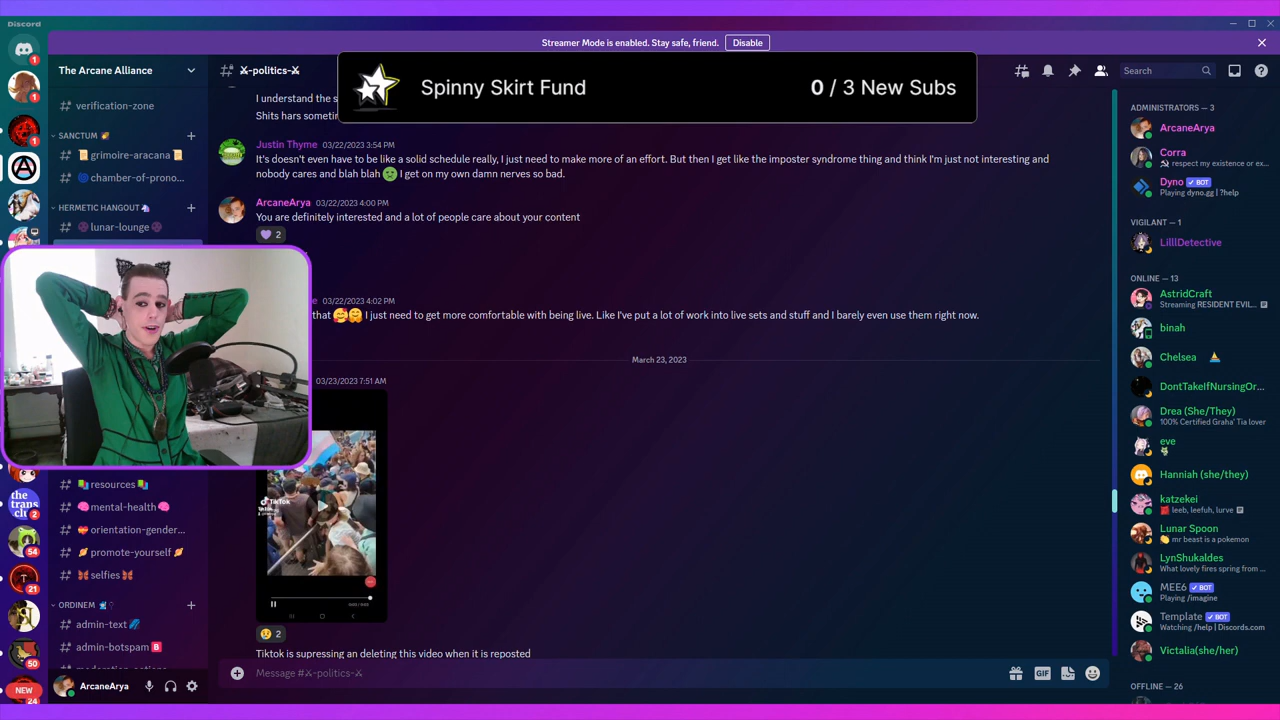 Discord
Streamer Mode is enabled. Stay safe, friend.
Disable
The Arcane Alliance
-politics-
Search
Spinny Skirt Fund
0 / 3 New Subs
verification-zone
SANCTUM
grimoire-aracana
chamber-of-prono...
HERMETIC HANGOUT
lunar-lounge
I understand the s
Shits hars sometin
Justin Thyme 03/22/2023 3:54 PM
It's doesn't even have to be like a solid schedule really, I just need to make more of an effort. But then I get like the imposter syndrome thing and think I'm just not interesting and
nobody cares and blah blah I get on my own damn nerves so bad.
ArcaneArya 03/22/2023 4:00 PM
You are definitely interested and a lot of people care about your content
2
e 03/22/2023 4:02 PM
that I just need to get more comfortable with being live. Like I've put a lot of work into live sets and stuff and I barely even use them right now.
March 23, 2023
03/23/2023 7:51 AM
TikTok
2
Tiktok is supressing an deleting this video when it is reposted
Message #-politics-
GIF
resources
mental-health
orientation-gender...
promote-yourself
selfies
ORDINEM
admin-text
admin-botspam B
ArcaneArya
1
1
1
the
trans
2
54
21
50
NEW
24
ADMINISTRATORS — 3
ArcaneArya
Corra
respect my existence or ex...
Dyno BOT
Playing dyno.gg | ?help
VIGILANT — 1
LilllDetective
ONLINE — 13
AstridCraft
Streaming RESIDENT EVIL...
binah
Chelsea
DontTakeIfNursingOr...
Drea (She/They)
100% Certified Graha' Tia lover
eve
Hanniah (she/they)
katzekei
leeb, leefuh, lurve
Lunar Spoon
mr beast is a pokemon
LynShukaldes
What lovely fires spring from ...
MEE6 BOT
Playing /imagine
Template BOT
Watching /help | Discords.com
Victalia(she/her)
OFFLINE — 26